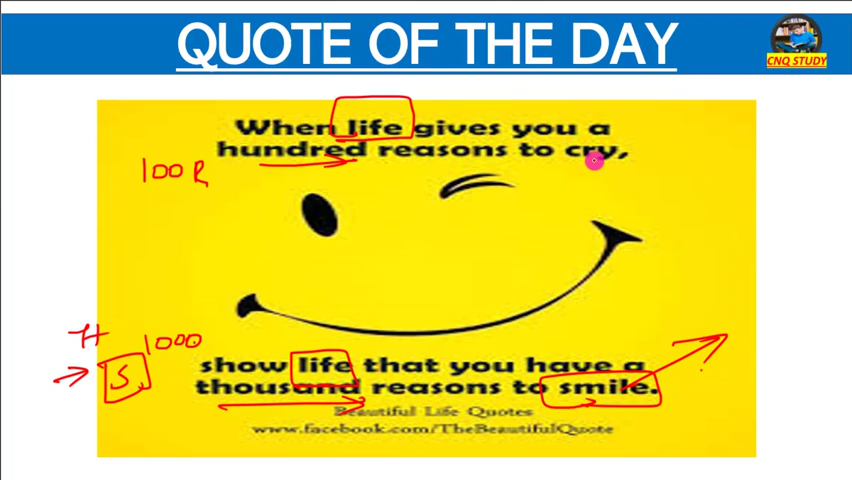 QUOTE OF THE DAY
CNQ STUDY
When life gives you a
hundred reasons to cry,
100 R
H
1000
S
show life that you have a
thousand reasons to smile.
Beautiful Life Quotes
www.facebook.com/TheBeautifulQuote